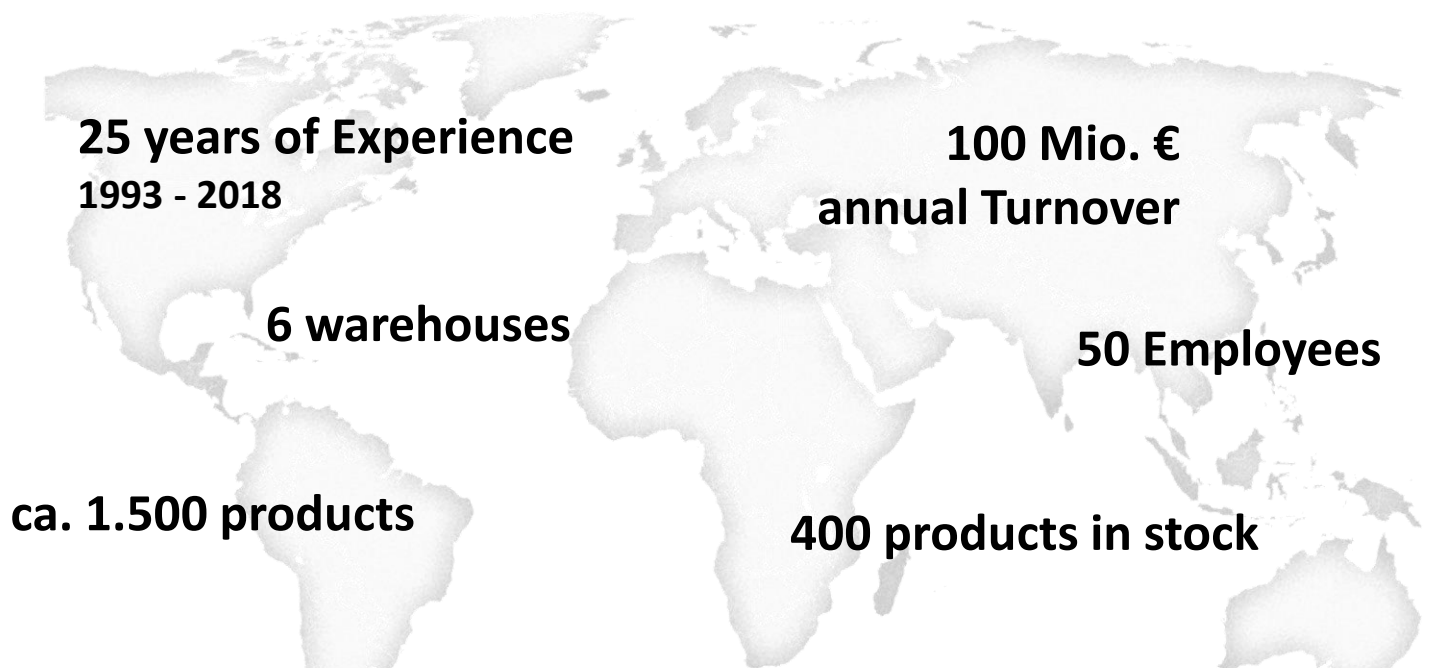 25 years of Experience
1993 - 2018
100 Mio. €
annual Turnover
6 warehouses
50 Employees
ca. 1.500 products
400 products in stock